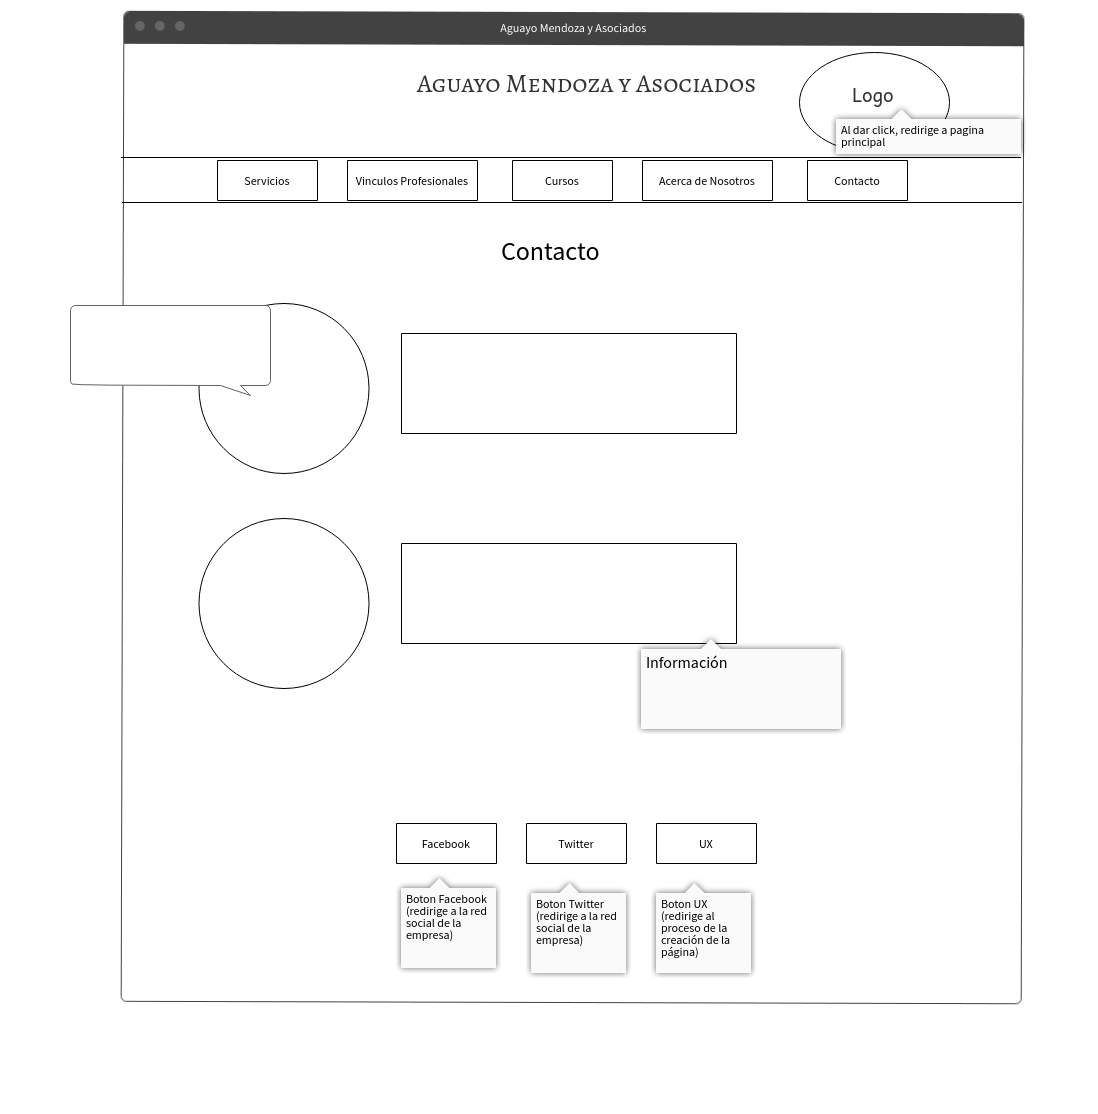 Aguayo Mendoza y Asociados
Aguayo Mendoza y Asociados
Logo
Al dar click, redirige a pagina
principal
Servicios
Vinculos Profesionales
Cursos
Acerca de Nosotros
Contacto
Contacto
Información
Facebook
Twitter
UX
Boton Facebook
(redirige a la red
social de la
empresa)
Boton Twitter
(redirige a la red
social de la
empresa)
Boton UX
(redirige al
proceso de la
creación de la
página)